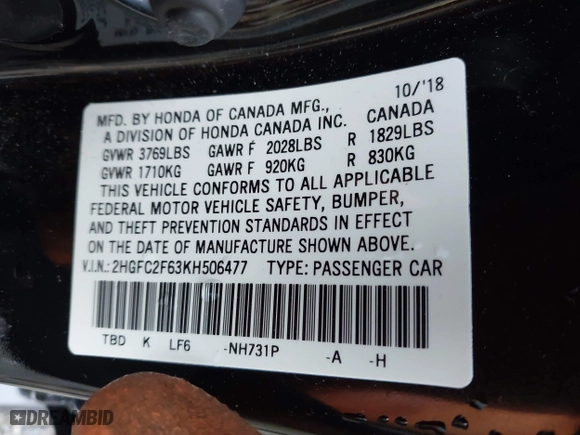 10/'18
MFD. BY HONDA OF CANADA MFG., CANADA
A DIVISION OF HONDA CANADA INC.
GVWR 3769LBS GAWR F 2028LBS R 1829LBS
GVWR 1710KG GAWR F 920KG R 830KG
THIS VEHICLE CONFORMS TO ALL APPLICABLE
FEDERAL MOTOR VEHICLE SAFETY, BUMPER,
AND THEFT PREVENTION STANDARDS IN EFFECT
ON THE DATE OF MANUFACTURE SHOWN ABOVE.
V.I.N.: 2HGFC2F63KH506477 TYPE: PASSENGER CAR
TBD K LF6 -NH731P -A -H
DREAMBID